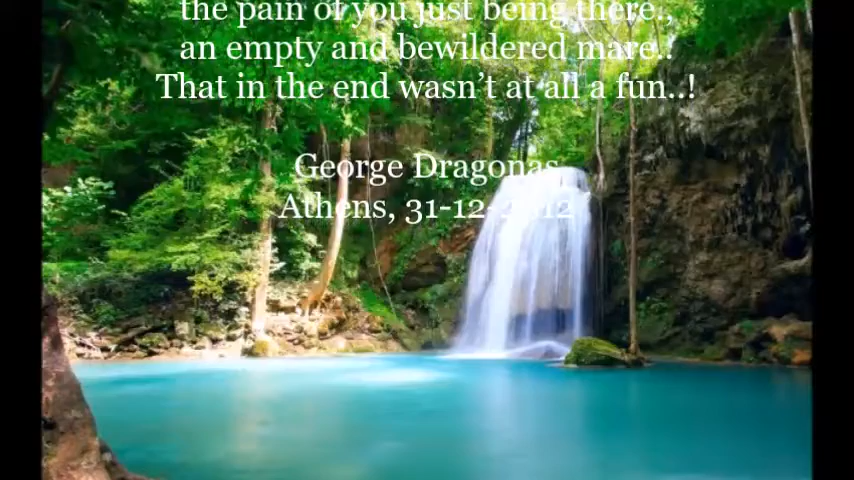 the pain of you just being there.,
an empty and bewildered mare..
That in the end wasn’t at all a fun..!
George Dragonas
Athens, 31-12-2012